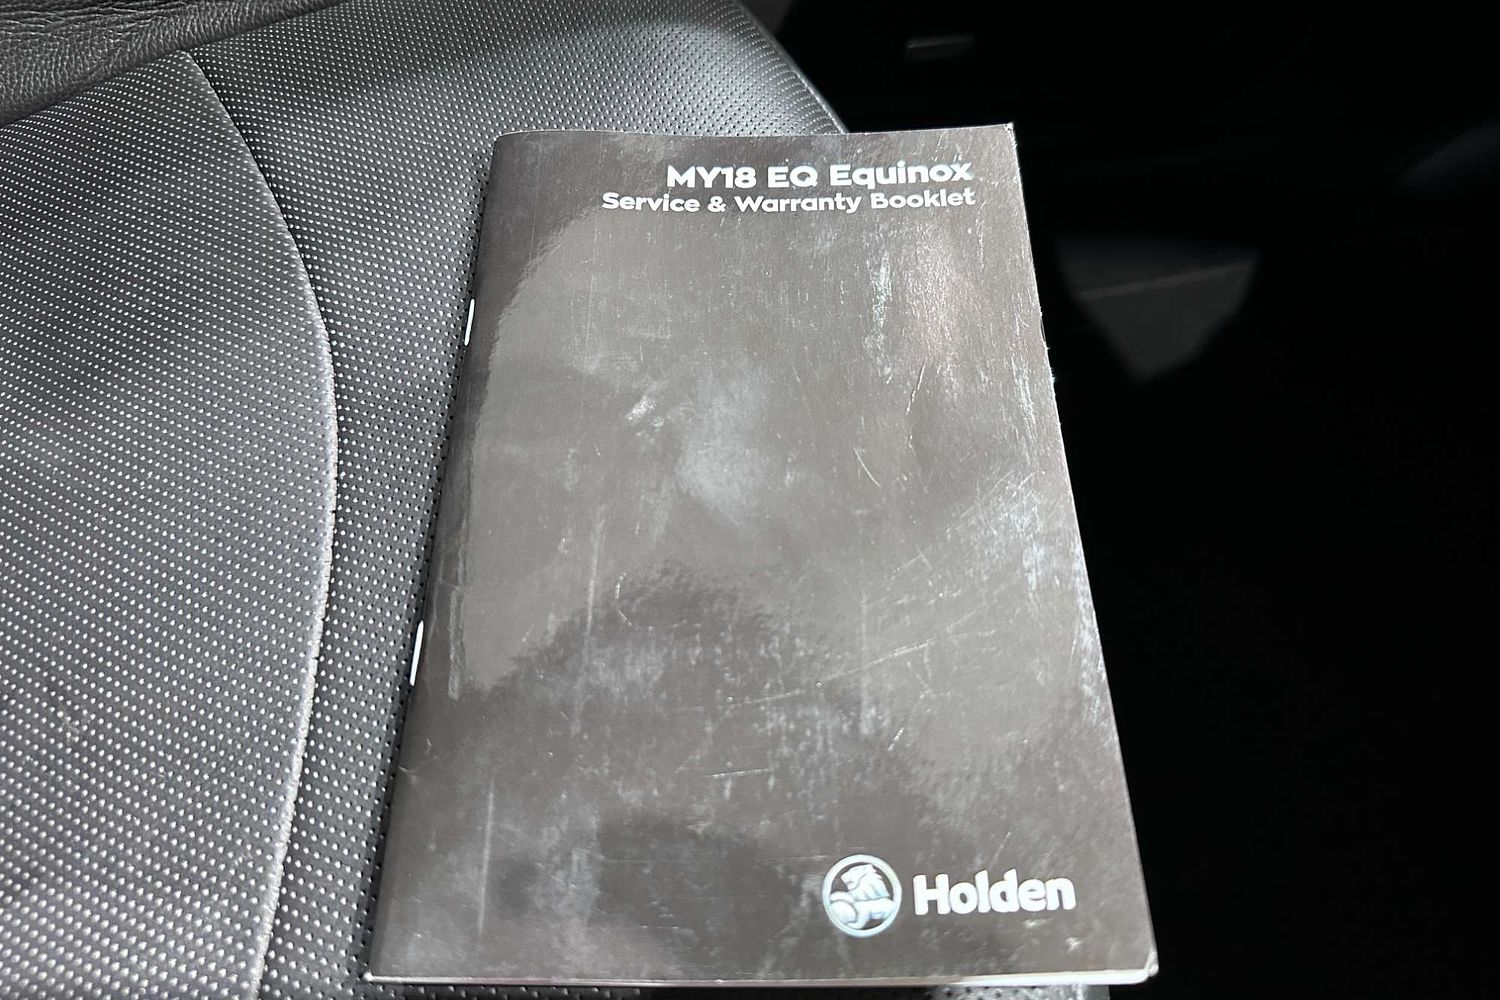 MY18 EQ Equinox
Service & Warranty Booklet
Holden